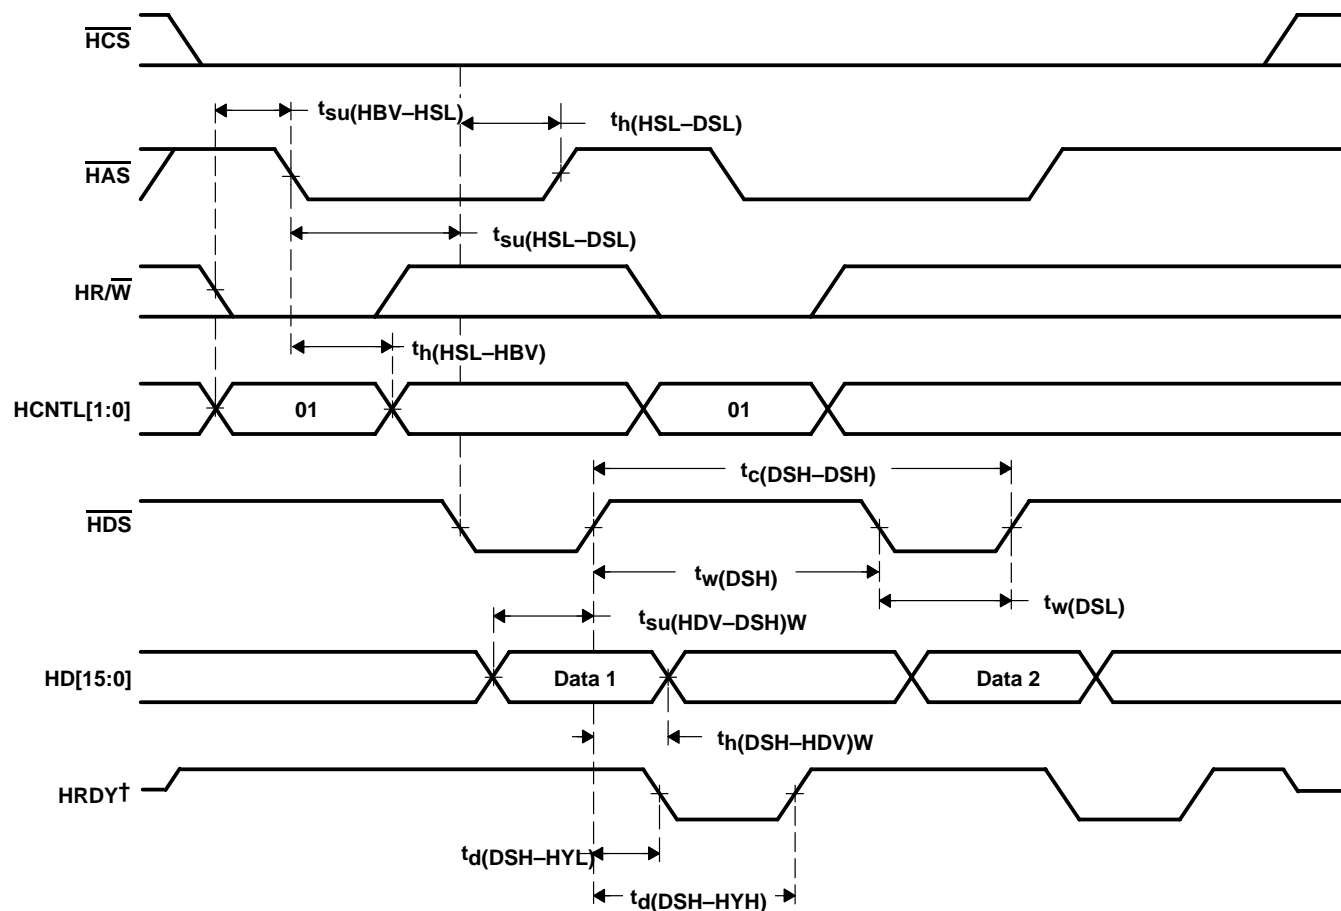 HCS
tsu(HBV–HSL)
th(HSL–DSL)
HAS
tsu(HSL–DSL)
HR/W
th(HSL–HBV)
HCNTL[1:0]
01
01
tc(DSH–DSH)
HDS
tw(DSH)
tw(DSL)
tsu(HDV–DSH)W
HD[15:0]
Data 1
Data 2
th(DSH–HDV)W
HRDY†
td(DSH–HYL)
td(DSH–HYH)